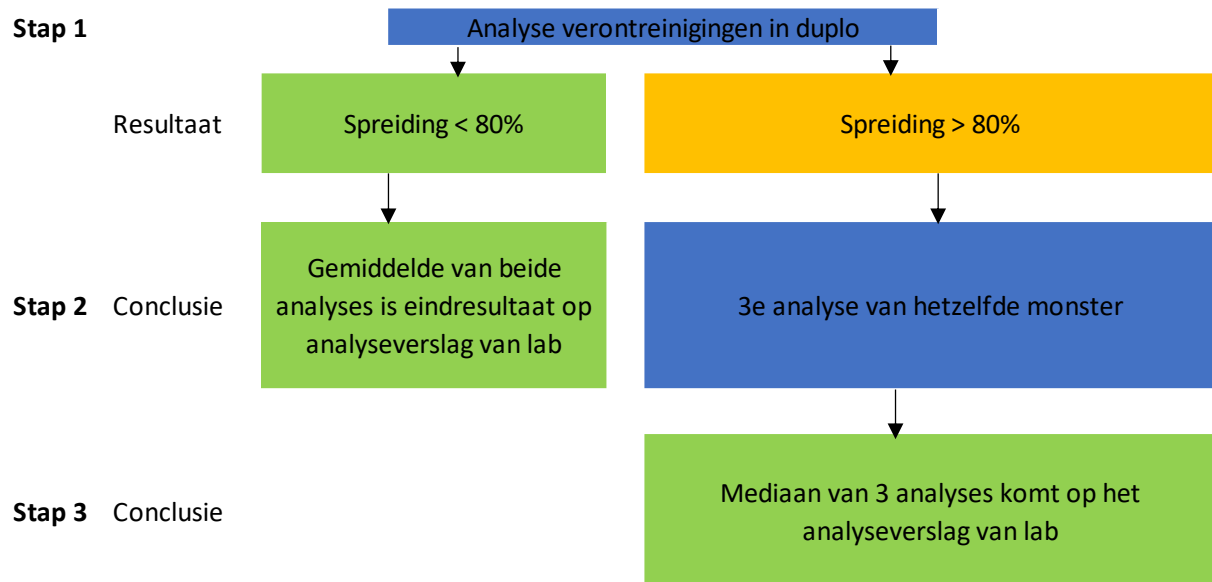 Stap 1
Analyse verontreinigingen in duplo
Resultaat
Spreiding < 80%
Spreiding > 80%
Stap 2
Conclusie
Gemiddelde van beide
analyses is eindresultaat op
analyseverslag van lab
3e analyse van hetzelfde monster
Stap 3
Conclusie
Mediaan van 3 analyses komt op het
analyseverslag van lab